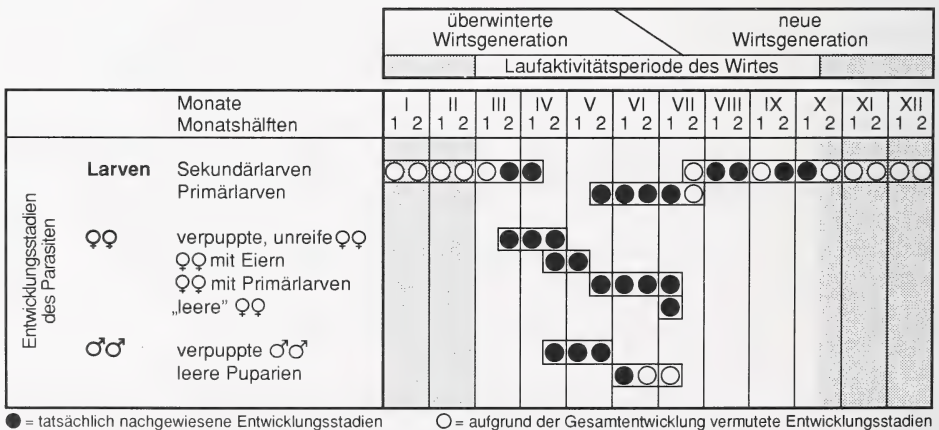 überwinterte neue
Wirtsgeneration Wirtsgeneration
Laufaktivitätsperiode des Wirtes
Monate I II III IV V VI VII VIII IX X XI XII
Monatshälften 1 2 1 2 1 2 1 2 1 2 1 2 1 2 1 2 1 2 1 2 1 2 1 2
Entwicklungsstadien
des Parasiten
Larven Sekundärlarven
Primärlarven
♀♀ verpuppte, unreife ♀♀
♀♀ mit Eiern
♀♀ mit Primärlarven
„leere” ♀♀
♂♂ verpuppte ♂♂
leere Puparien
● = tatsächlich nachgewiesene Entwicklungsstadien ○ = aufgrund der Gesamtentwicklung vermutete Entwicklungsstadien